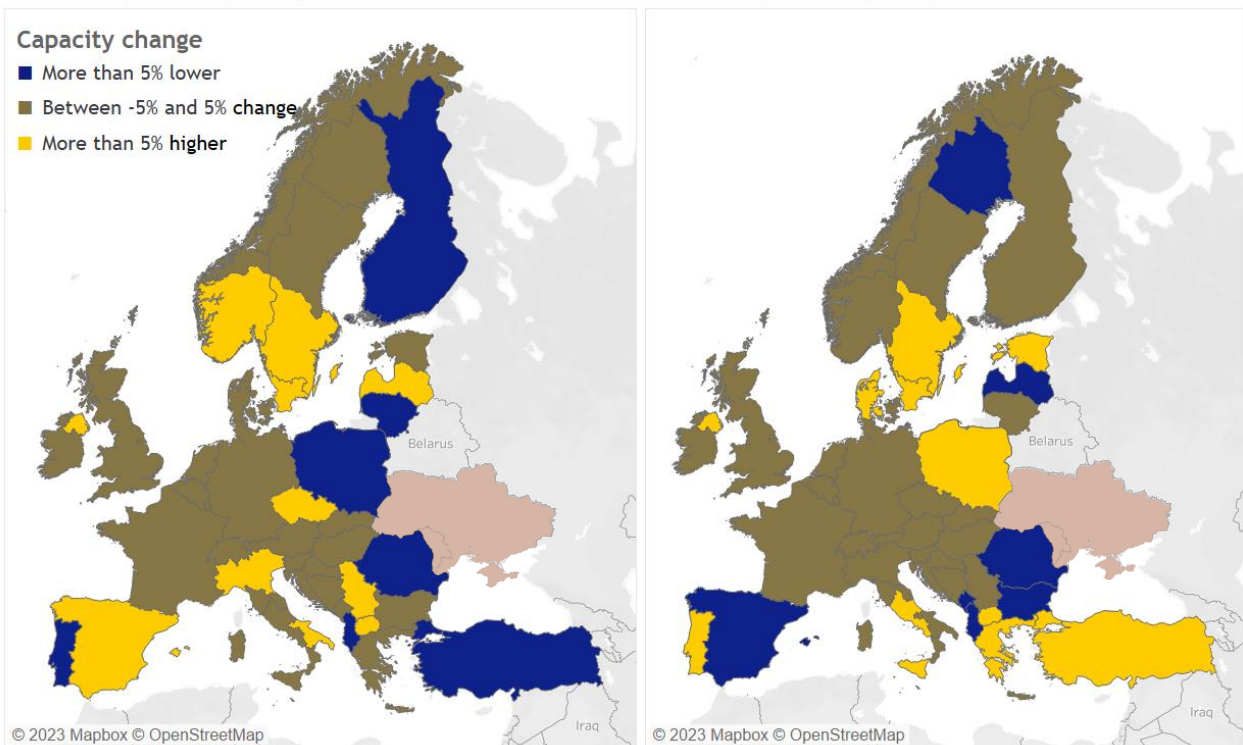 Capacity change
More than 5% lower
Between -5% and 5% change
More than 5% higher
Belarus
Iraq
© 2023 Mapbox © OpenStreetMap
Belarus
Iraq
© 2023 Mapbox © OpenStreetMap